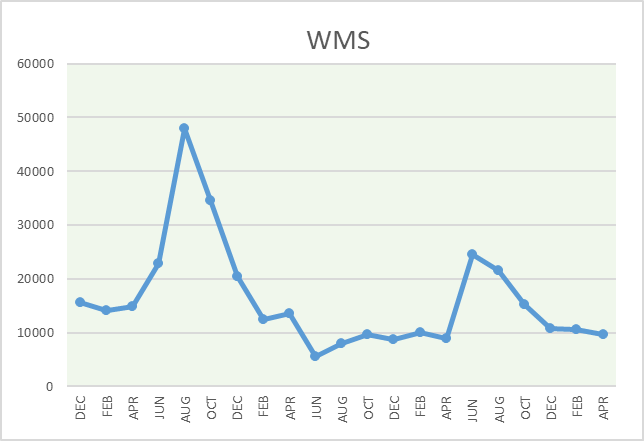 WMS
60000
50000
40000
30000
20000
10000
0
DEC
FEB
APR
JUN
AUG
OCT
DEC
FEB
APR
JUN
AUG
OCT
DEC
FEB
APR
JUN
AUG
OCT
DEC
FEB
APR